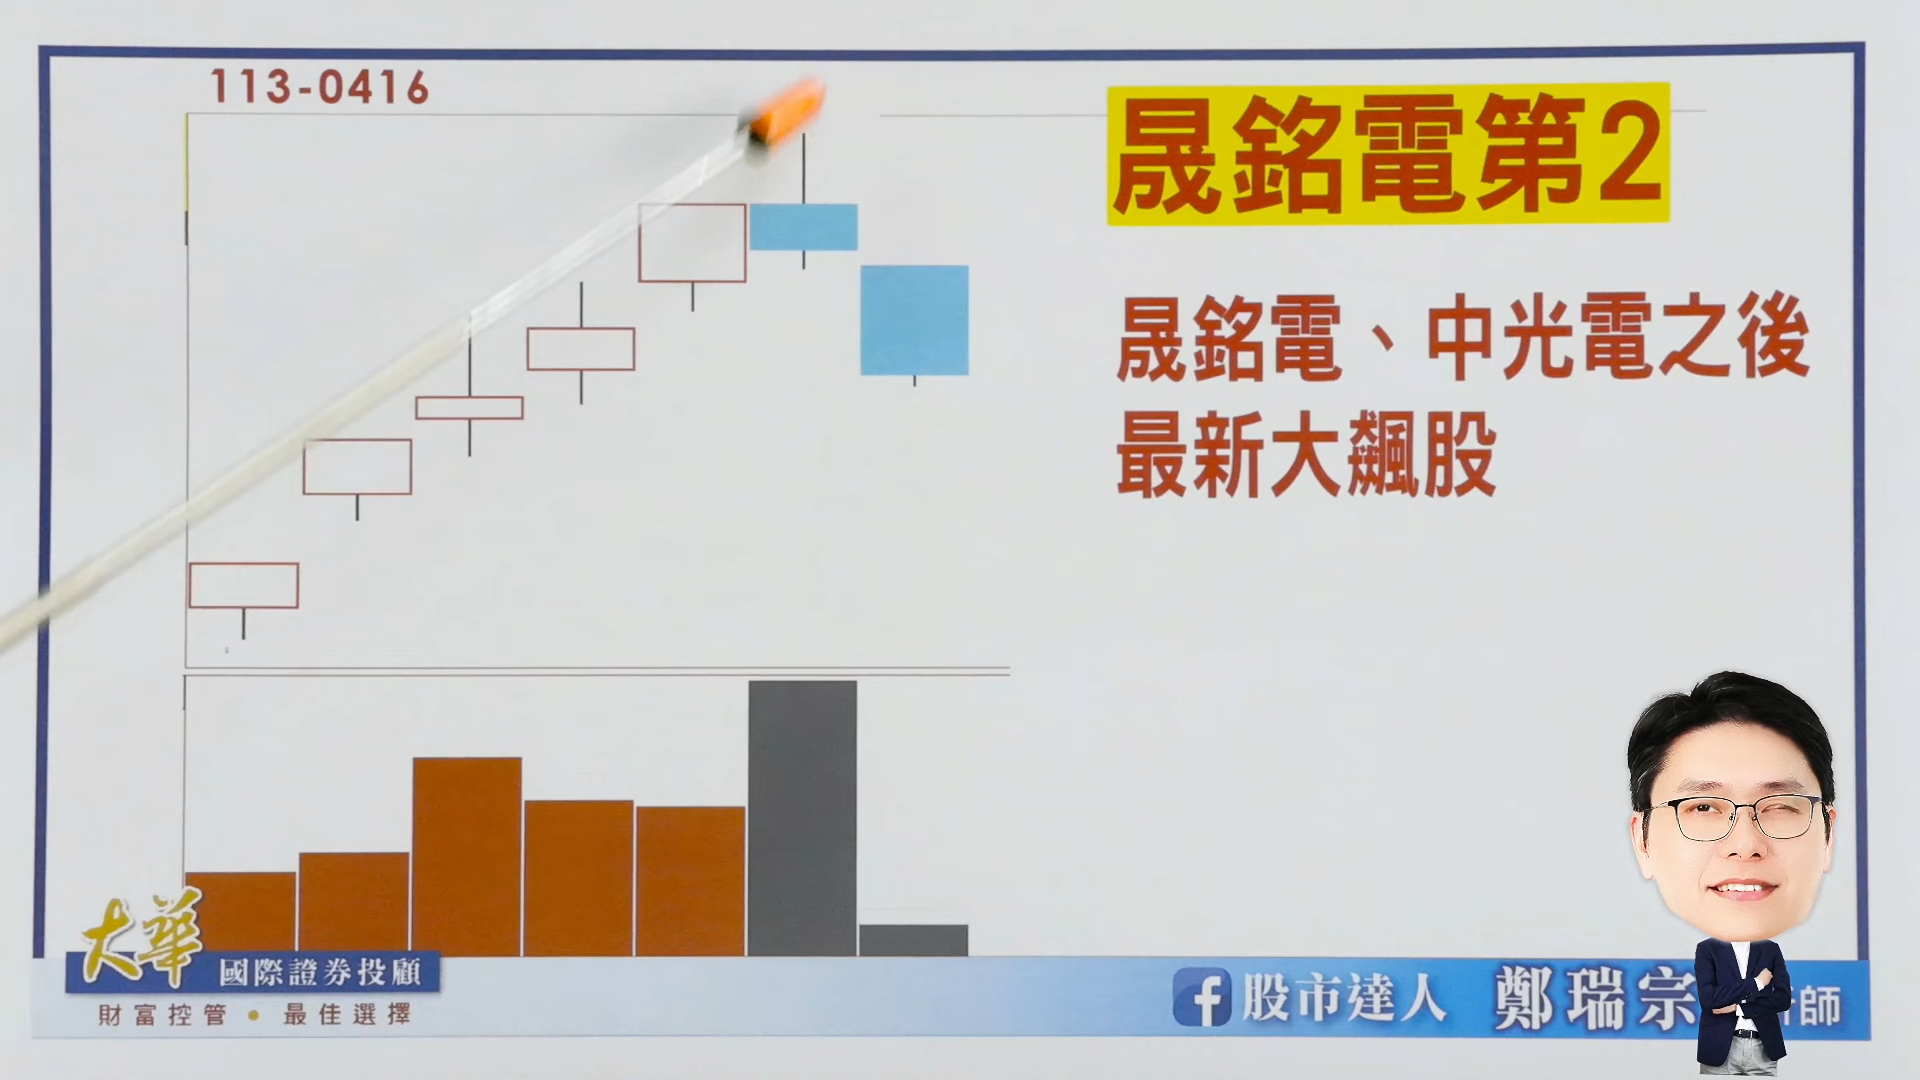 113-0416
晟銘電第2
晟銘電、中光電之後
最新大飆股
大華
國際證券投顧
財富控管•最佳選擇
f 股市達人 鄭瑞宗 師